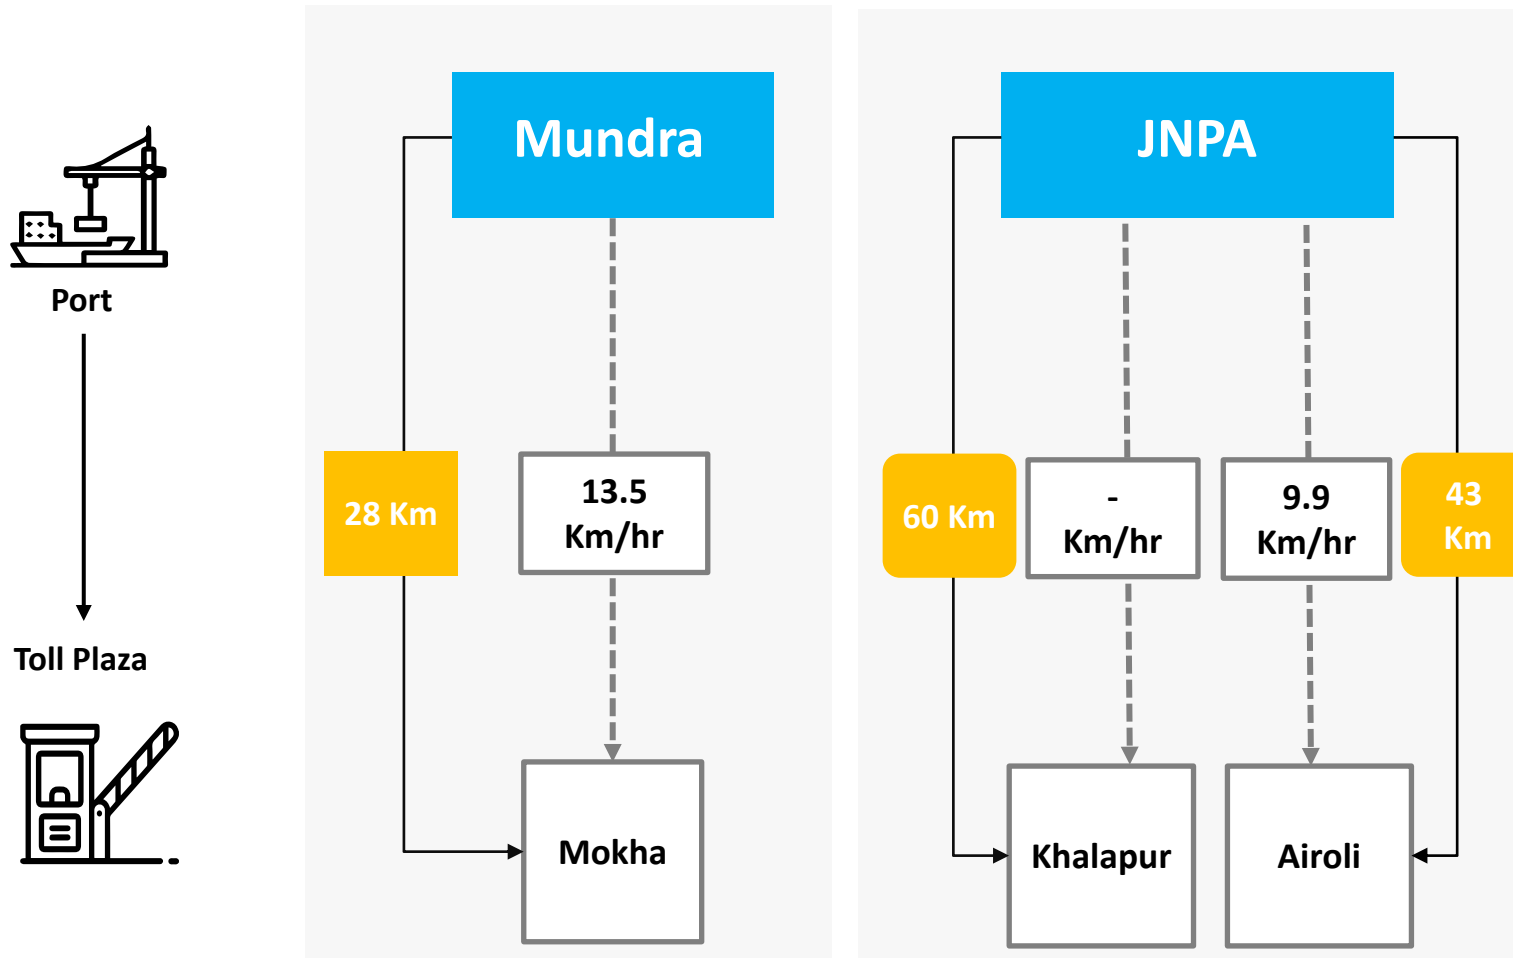 Port
Toll Plaza
Mundra
28 Km
13.5
Km/hr
Mokha
JNPA
60 Km
-
Km/hr
9.9
Km/hr
43
Km
Khalapur
Airoli